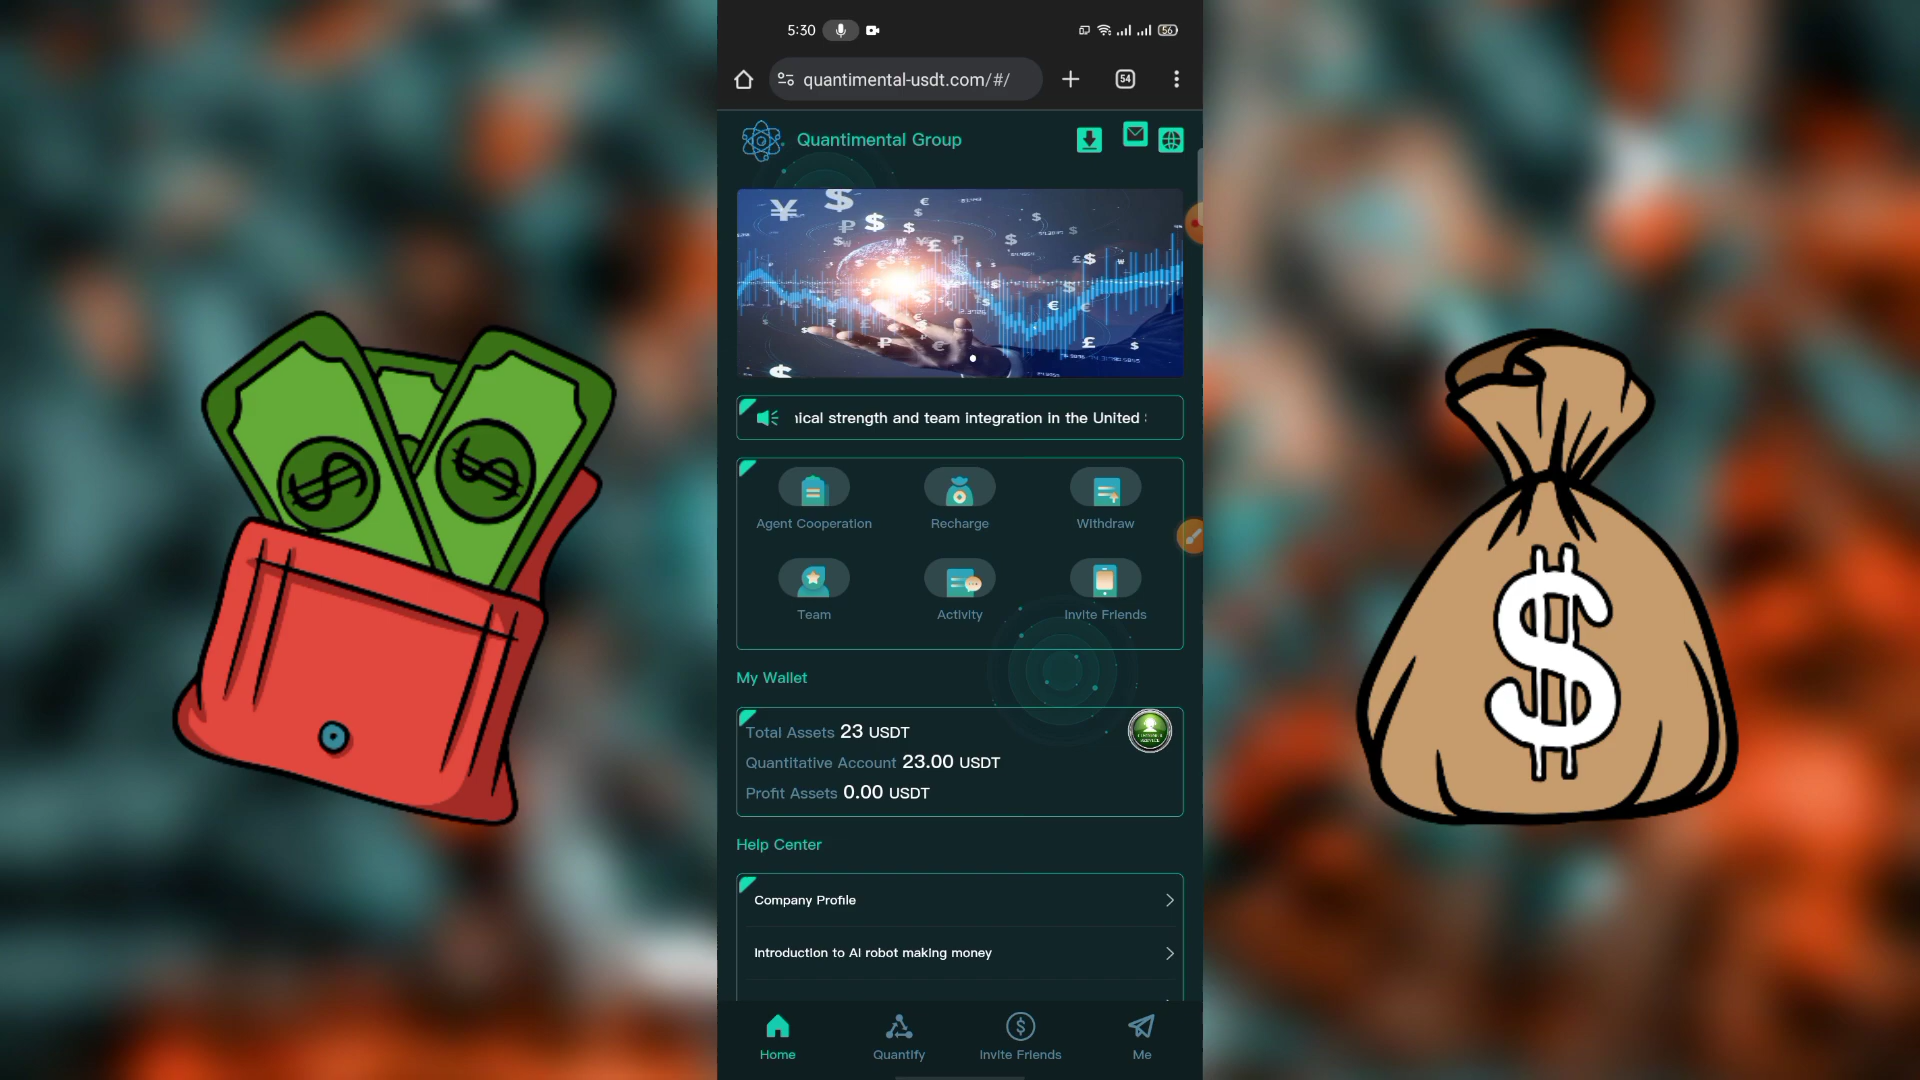 5:30
56
quantimental-usdt.com/#/
54
Quantimental Group
nical strength and team integration in the United
Agent Cooperation
Recharge
Withdraw
Team
Activity
Invite Friends
My Wallet
Total Assets 23 USDT
Quantitative Account 23.00 USDT
Profit Assets 0.00 USDT
Help Center
Company Profile
Introduction to AI robot making money
Home
Quantify
Invite Friends
Me